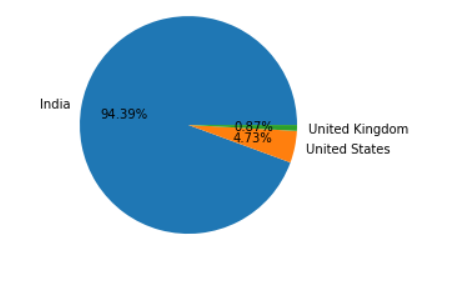 India
94.39%
0.87%
United Kingdom
4.73%
United States